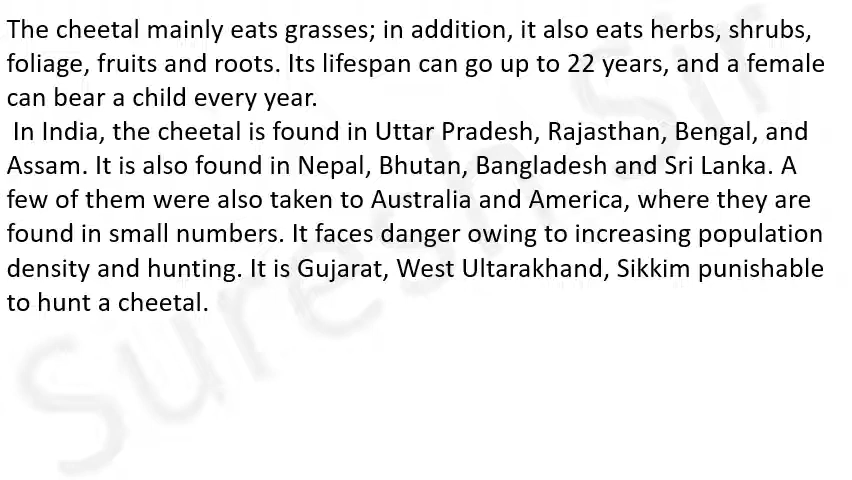 The cheetal mainly eats grasses; in addition, it also eats herbs, shrubs,
foliage, fruits and roots. Its lifespan can go up to 22 years, and a female
can bear a child every year.
In India, the cheetal is found in Uttar Pradesh, Rajasthan, Bengal, and
Assam. It is also found in Nepal, Bhutan, Bangladesh and Sri Lanka. A
few of them were also taken to Australia and America, where they are
found in small numbers. It faces danger owing to increasing population
density and hunting. It is Gujarat, West Ultarakhand, Sikkim punishable
to hunt a cheetal.
Suresh Sir